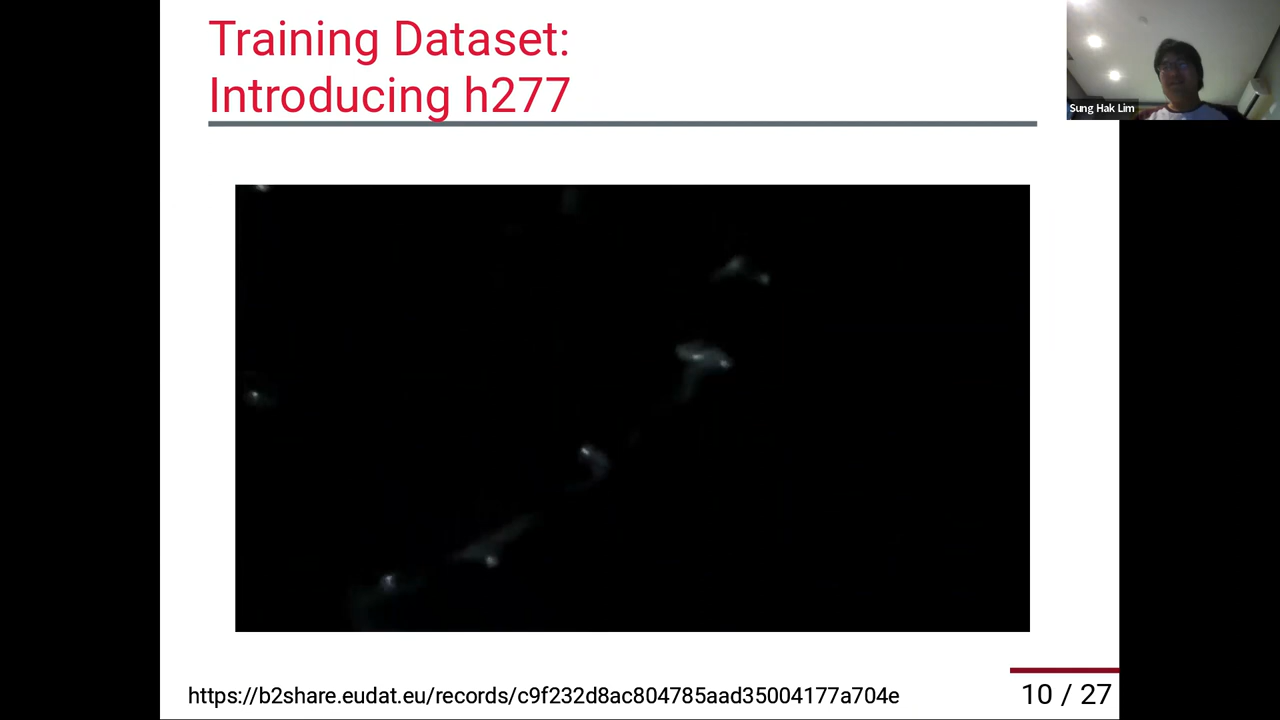 Training Dataset:
Introducing h277
Sung Hak Lim
https://b2share.eudat.eu/records/c9f232d8ac804785aad35004177a704e
10 / 27